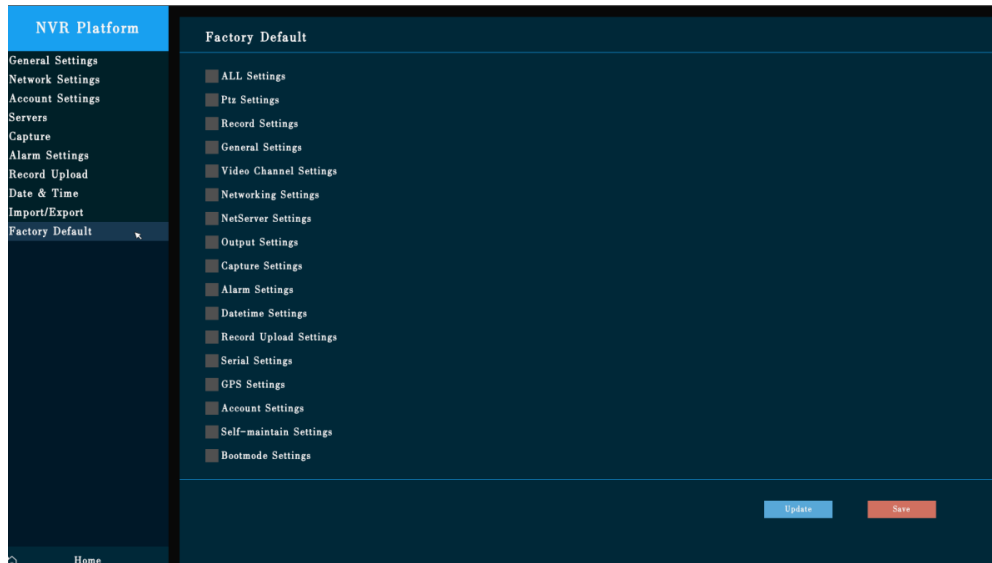 NVR Platform
General Settings
Network Settings
Account Settings
Servers
Capture
Alarm Settings
Record Upload
Date & Time
Import/Export
Factory Default
Home
Factory Default
ALL Settings
Ptz Settings
Record Settings
General Settings
Video Channel Settings
Networking Settings
NetServer Settings
Output Settings
Capture Settings
Alarm Settings
Datetime Settings
Record Upload Settings
Serial Settings
GPS Settings
Account Settings
Self-maintain Settings
Bootmode Settings
Update Save